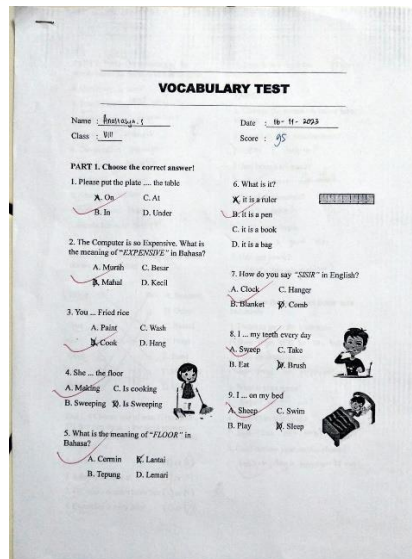 VOCABULARY TEST
Name : Anastasya. S
Class : VIII
Date : 16 - 11 - 2023
Score : 95
PART 1. Choose the correct answer!
1. Please put the plate .... the table
A. On C. At
B. In D. Under
2. The Computer is so Expensive. What is
the meaning of "EXPENSIVE" in Bahasa?
A. Murah C. Besar
B. Mahal D. Kecil
3. You ... Fried rice
A. Paint C. Wash
B. Cook D. Hang
4. She ... the floor
A. Making C. Is cooking
B. Sweeping D. Is Sweeping
5. What is the meaning of "FLOOR" in
Bahasa?
A. Cermin C. Lantai
B. Tepung D. Lemari
6. What is it?
A. it is a ruler
B. it is a pen
C. it is a book
D. it is a bag
7. How do you say "SISIR" in English?
A. Clock C. Hanger
B. Blanket D. Comb
8. I ... my teeth every day
A. Sweep C. Take
B. Eat D. Brush
9. I ... on my bed
A. Sheep C. Swim
B. Play D. Sleep